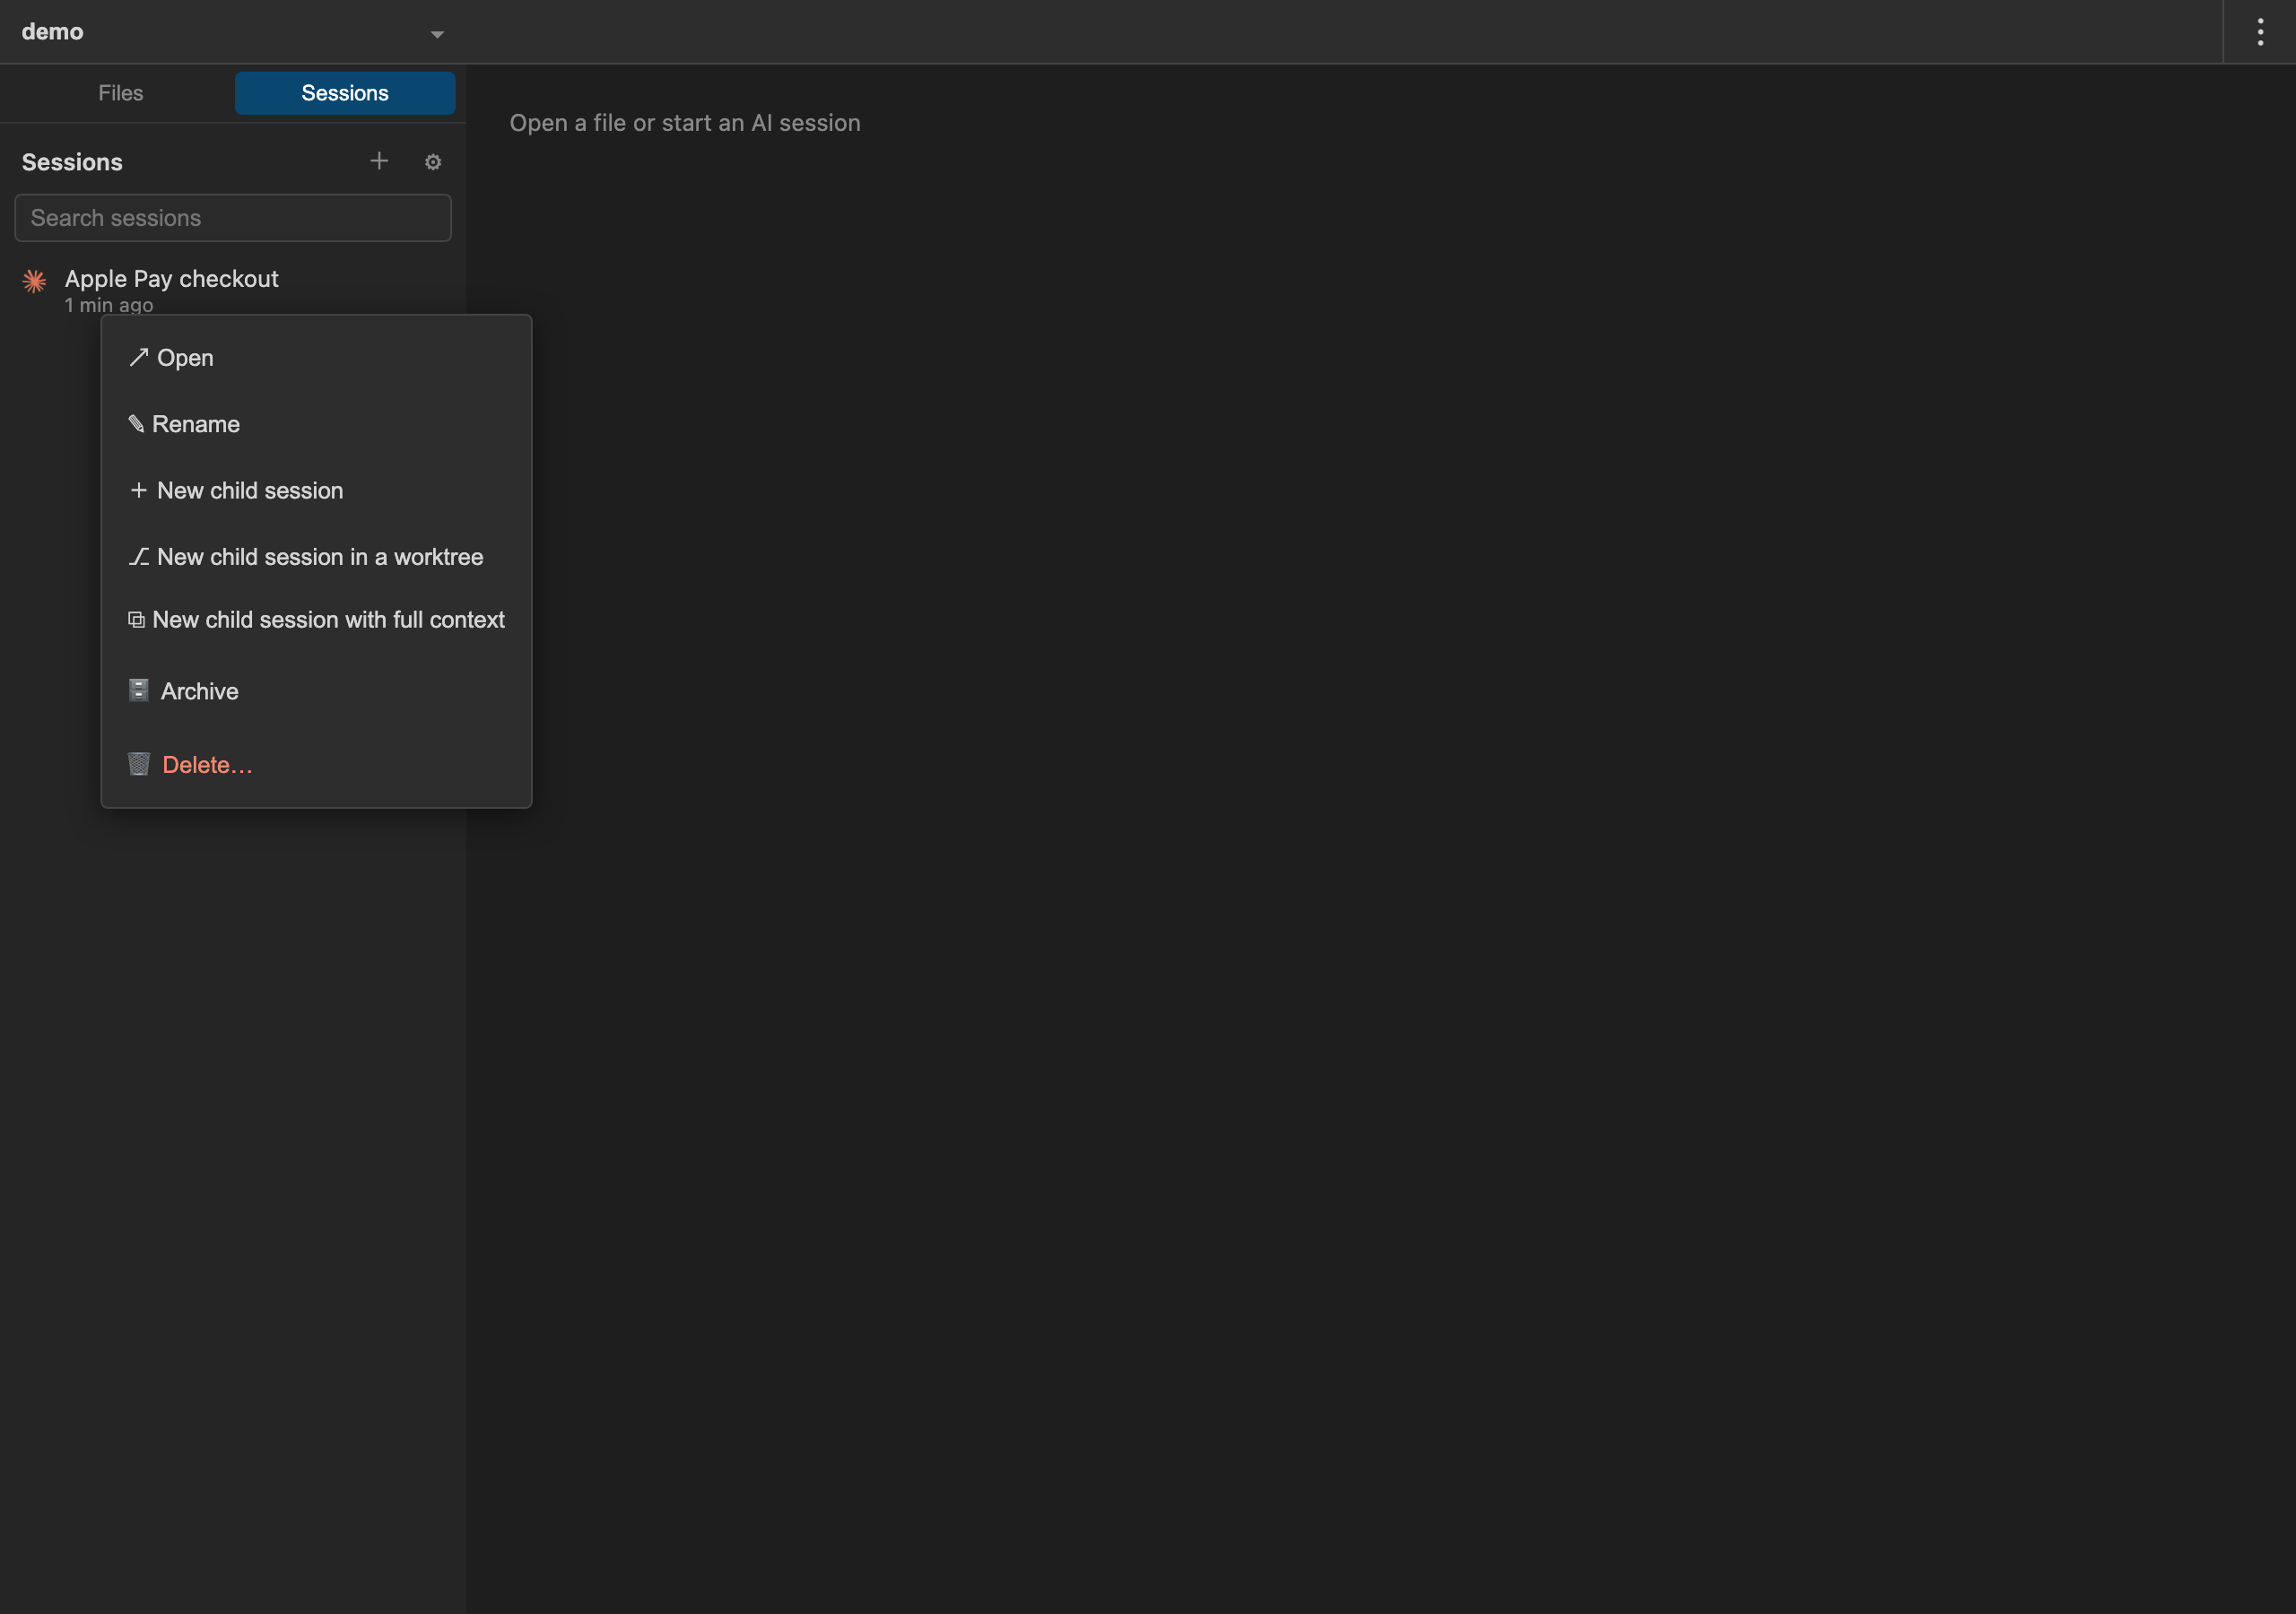 demo
Files
Sessions
Open a file or start an AI session
Sessions
Search sessions
Apple Pay checkout
1 min ago
Open
Rename
New child session
New child session in a worktree
New child session with full context
Archive
Delete…